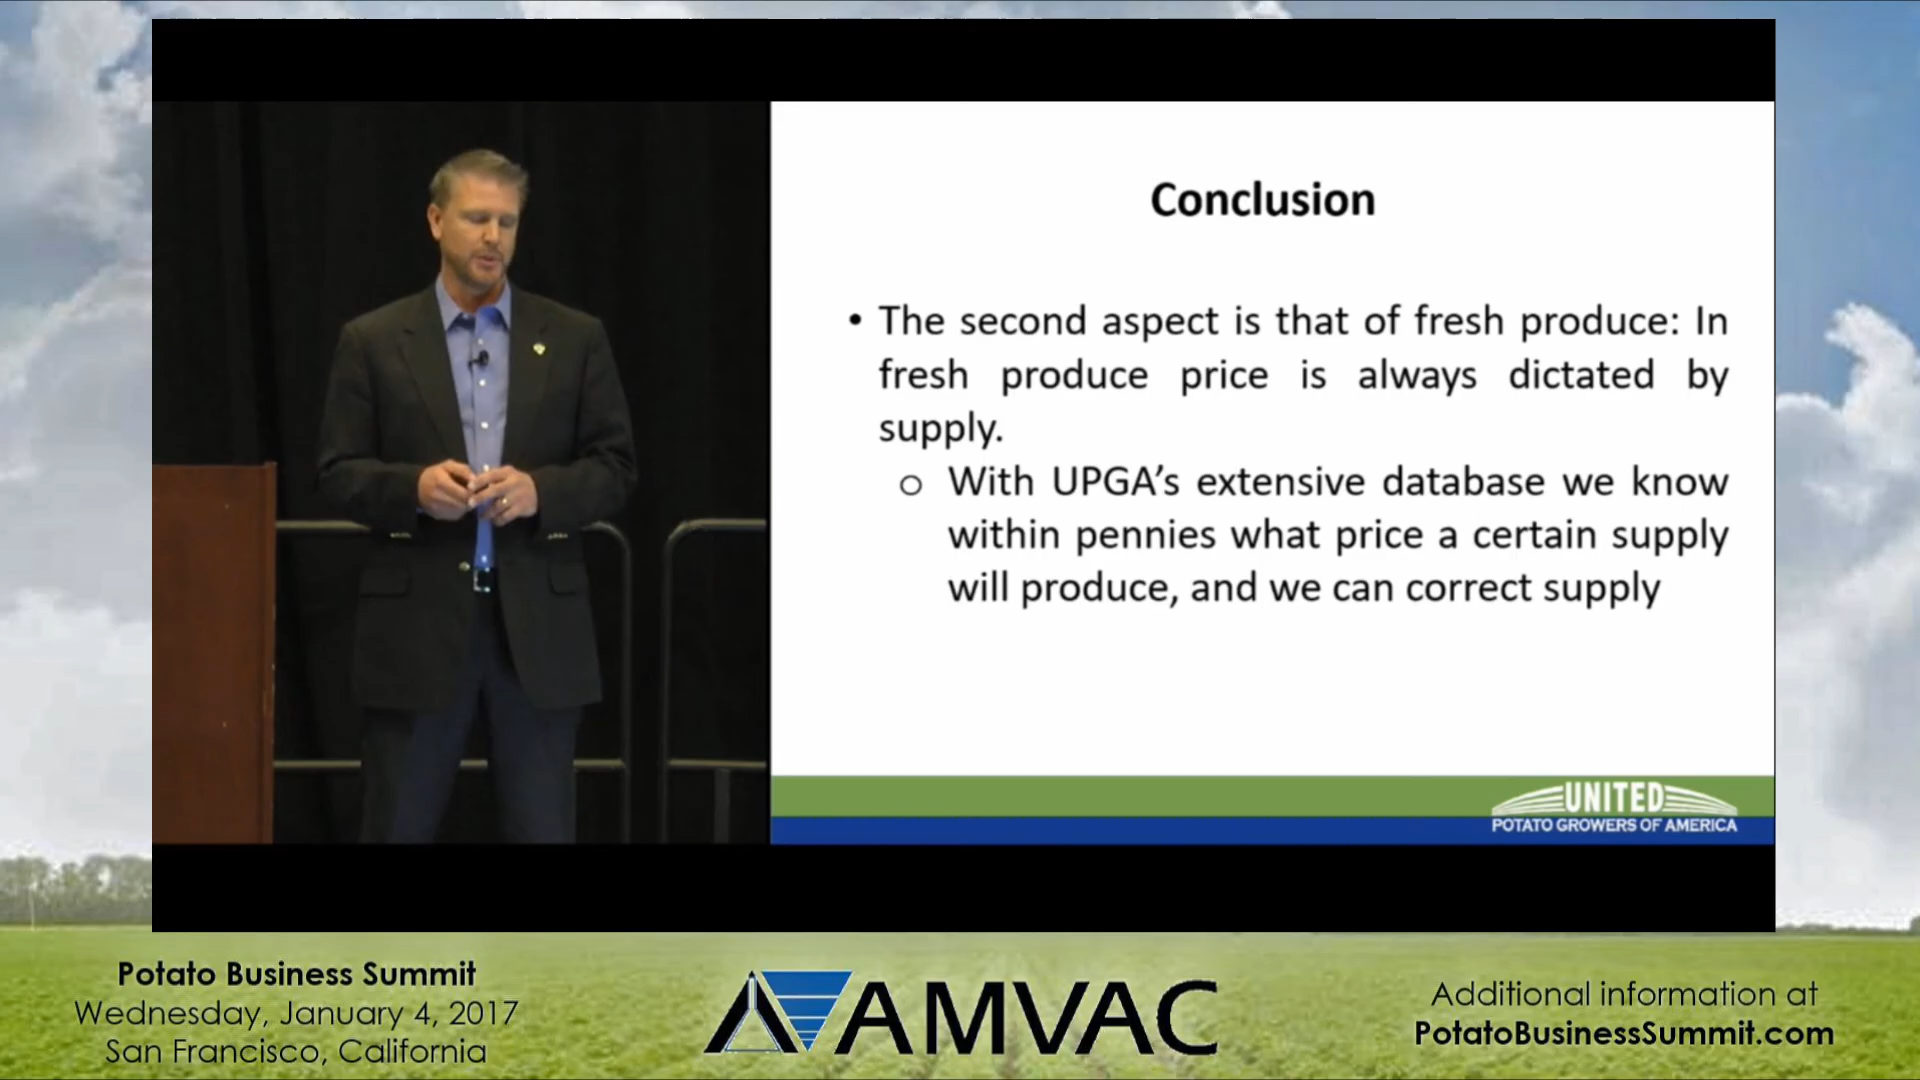 Conclusion
• The second aspect is that of fresh produce: In
fresh produce price is always dictated by
supply.
o With UPGA’s extensive database we know
within pennies what price a certain supply
will produce, and we can correct supply
UNITED
POTATO GROWERS OF AMERICA
Potato Business Summit
Wednesday, January 4, 2017
San Francisco, California
AMVAC
Additional information at
PotatoBusinessSummit.com